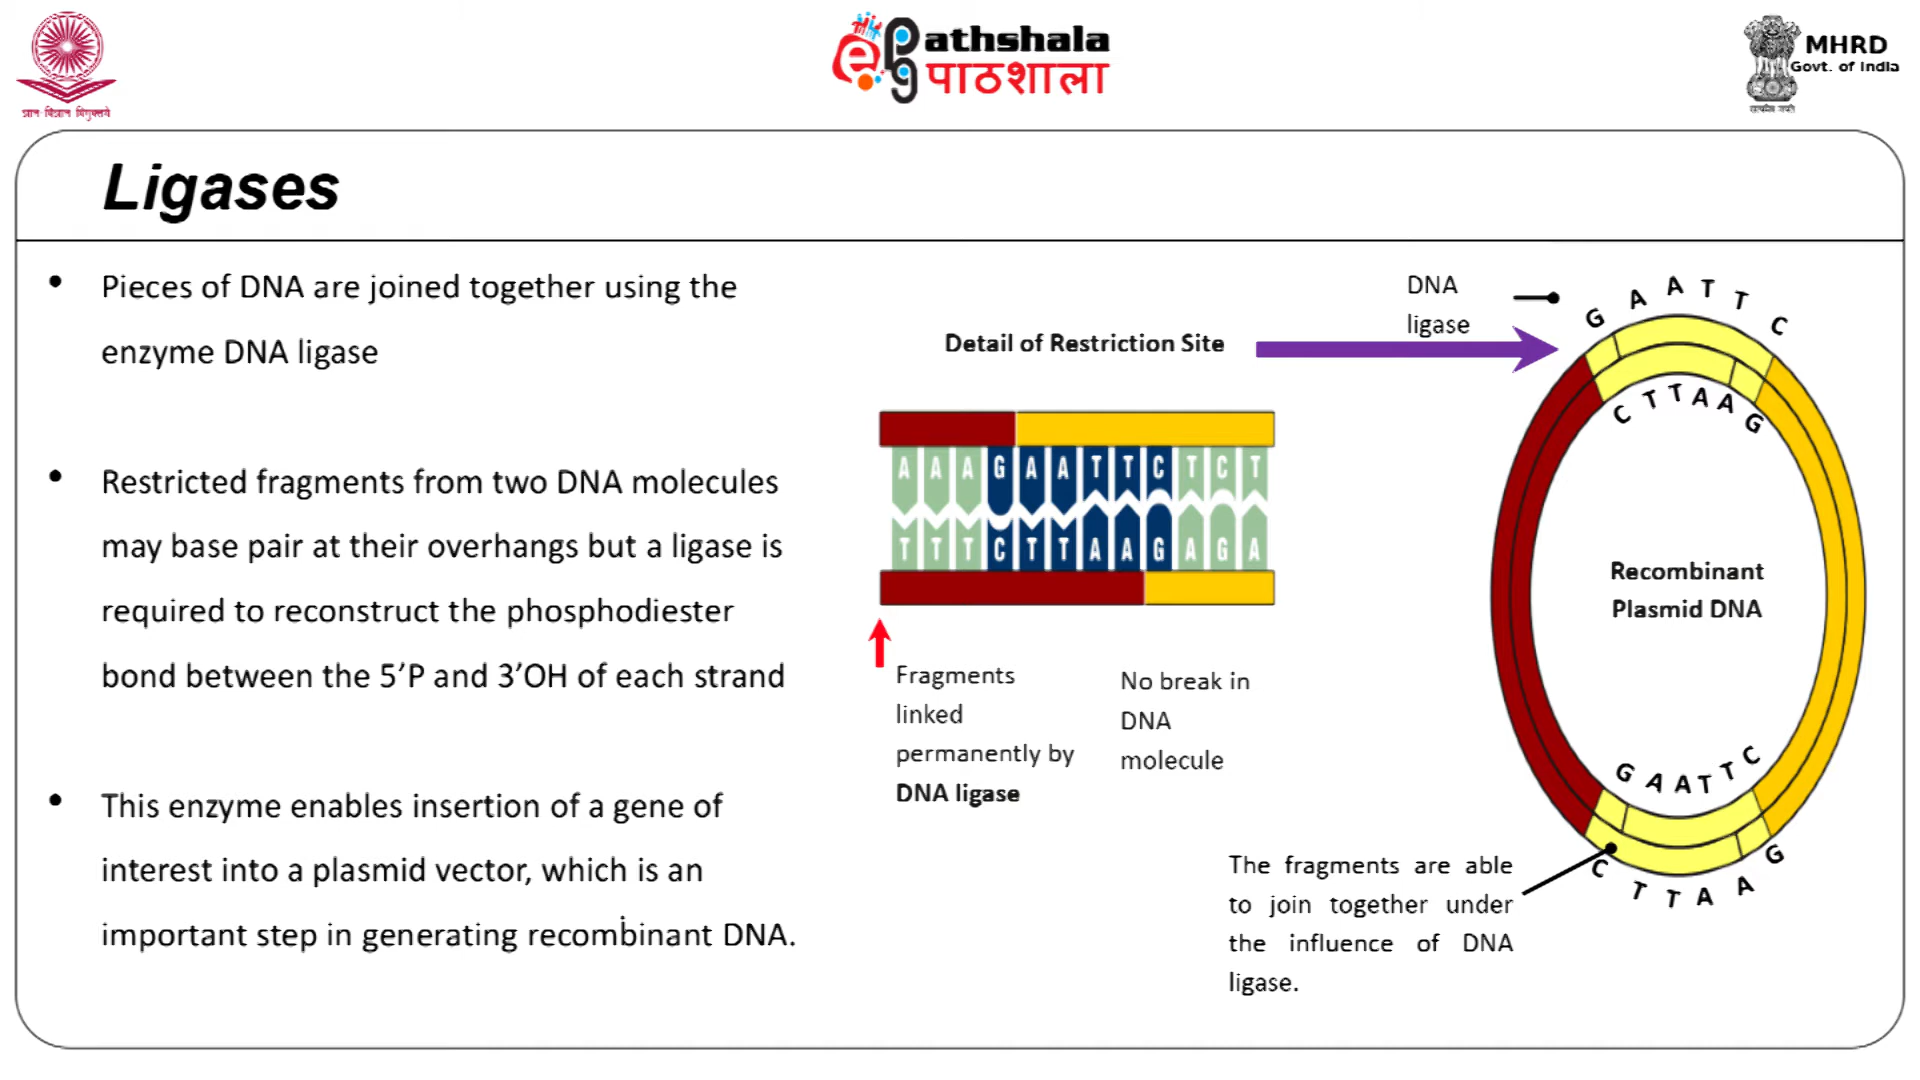 ज्ञान-विज्ञान विमुक्तये
ePG
athshala
पाठशाला
MHRD
Govt. of India
सत्यमेव जयते
Ligases
• Pieces of DNA are joined together using the
enzyme DNA ligase
• Restricted fragments from two DNA molecules
may base pair at their overhangs but a ligase is
required to reconstruct the phosphodiester
bond between the 5’P and 3’OH of each strand
• This enzyme enables insertion of a gene of
interest into a plasmid vector, which is an
important step in generating recombinant DNA.
Detail of Restriction Site
A A A G A A T T C T C T
T T T C T T A A G A G A
Fragments
linked
permanently by
DNA ligase
No break in
DNA
molecule
DNA
ligase
G A A T T C
C T T A A G
Recombinant
Plasmid DNA
G A A T T C
C T T A A G
The fragments are able
to join together under
the influence of DNA
ligase.